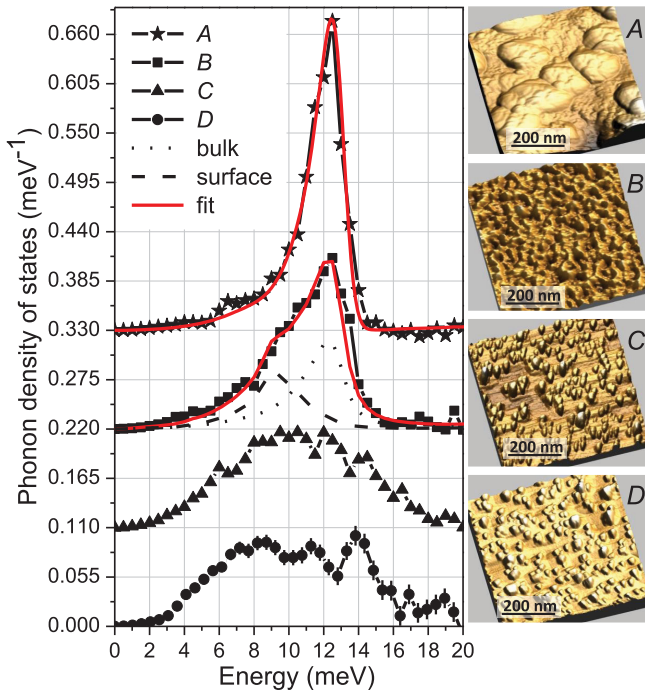 Phonon density of states (meV⁻¹)
0.660
0.605
0.550
0.495
0.440
0.385
0.330
0.275
0.220
0.165
0.110
0.055
0.000
A
B
C
D
bulk
surface
fit
0 2 4 6 8 10 12 14 16 18 20
Energy (meV)
A
200 nm
B
200 nm
C
200 nm
D
200 nm